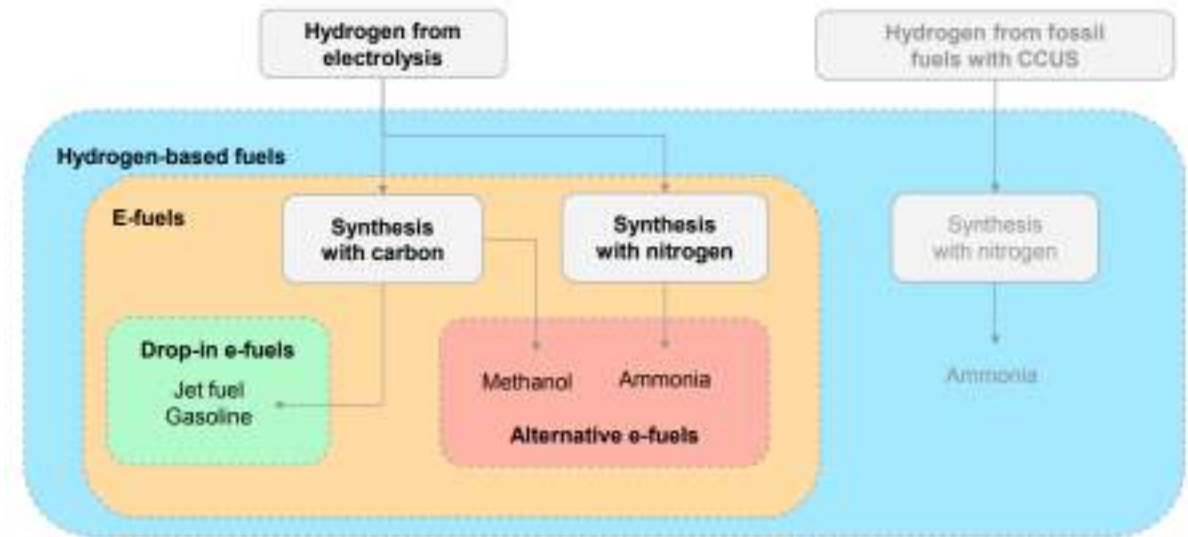 Hydrogen from
electrolysis
Hydrogen from fossil
fuels with CCUS
Hydrogen-based fuels
E-fuels
Synthesis
with carbon
Synthesis
with nitrogen
Synthesis
with nitrogen
Drop-in e-fuels
Jet fuel
Gasoline
Methanol
Ammonia
Alternative e-fuels
Ammonia